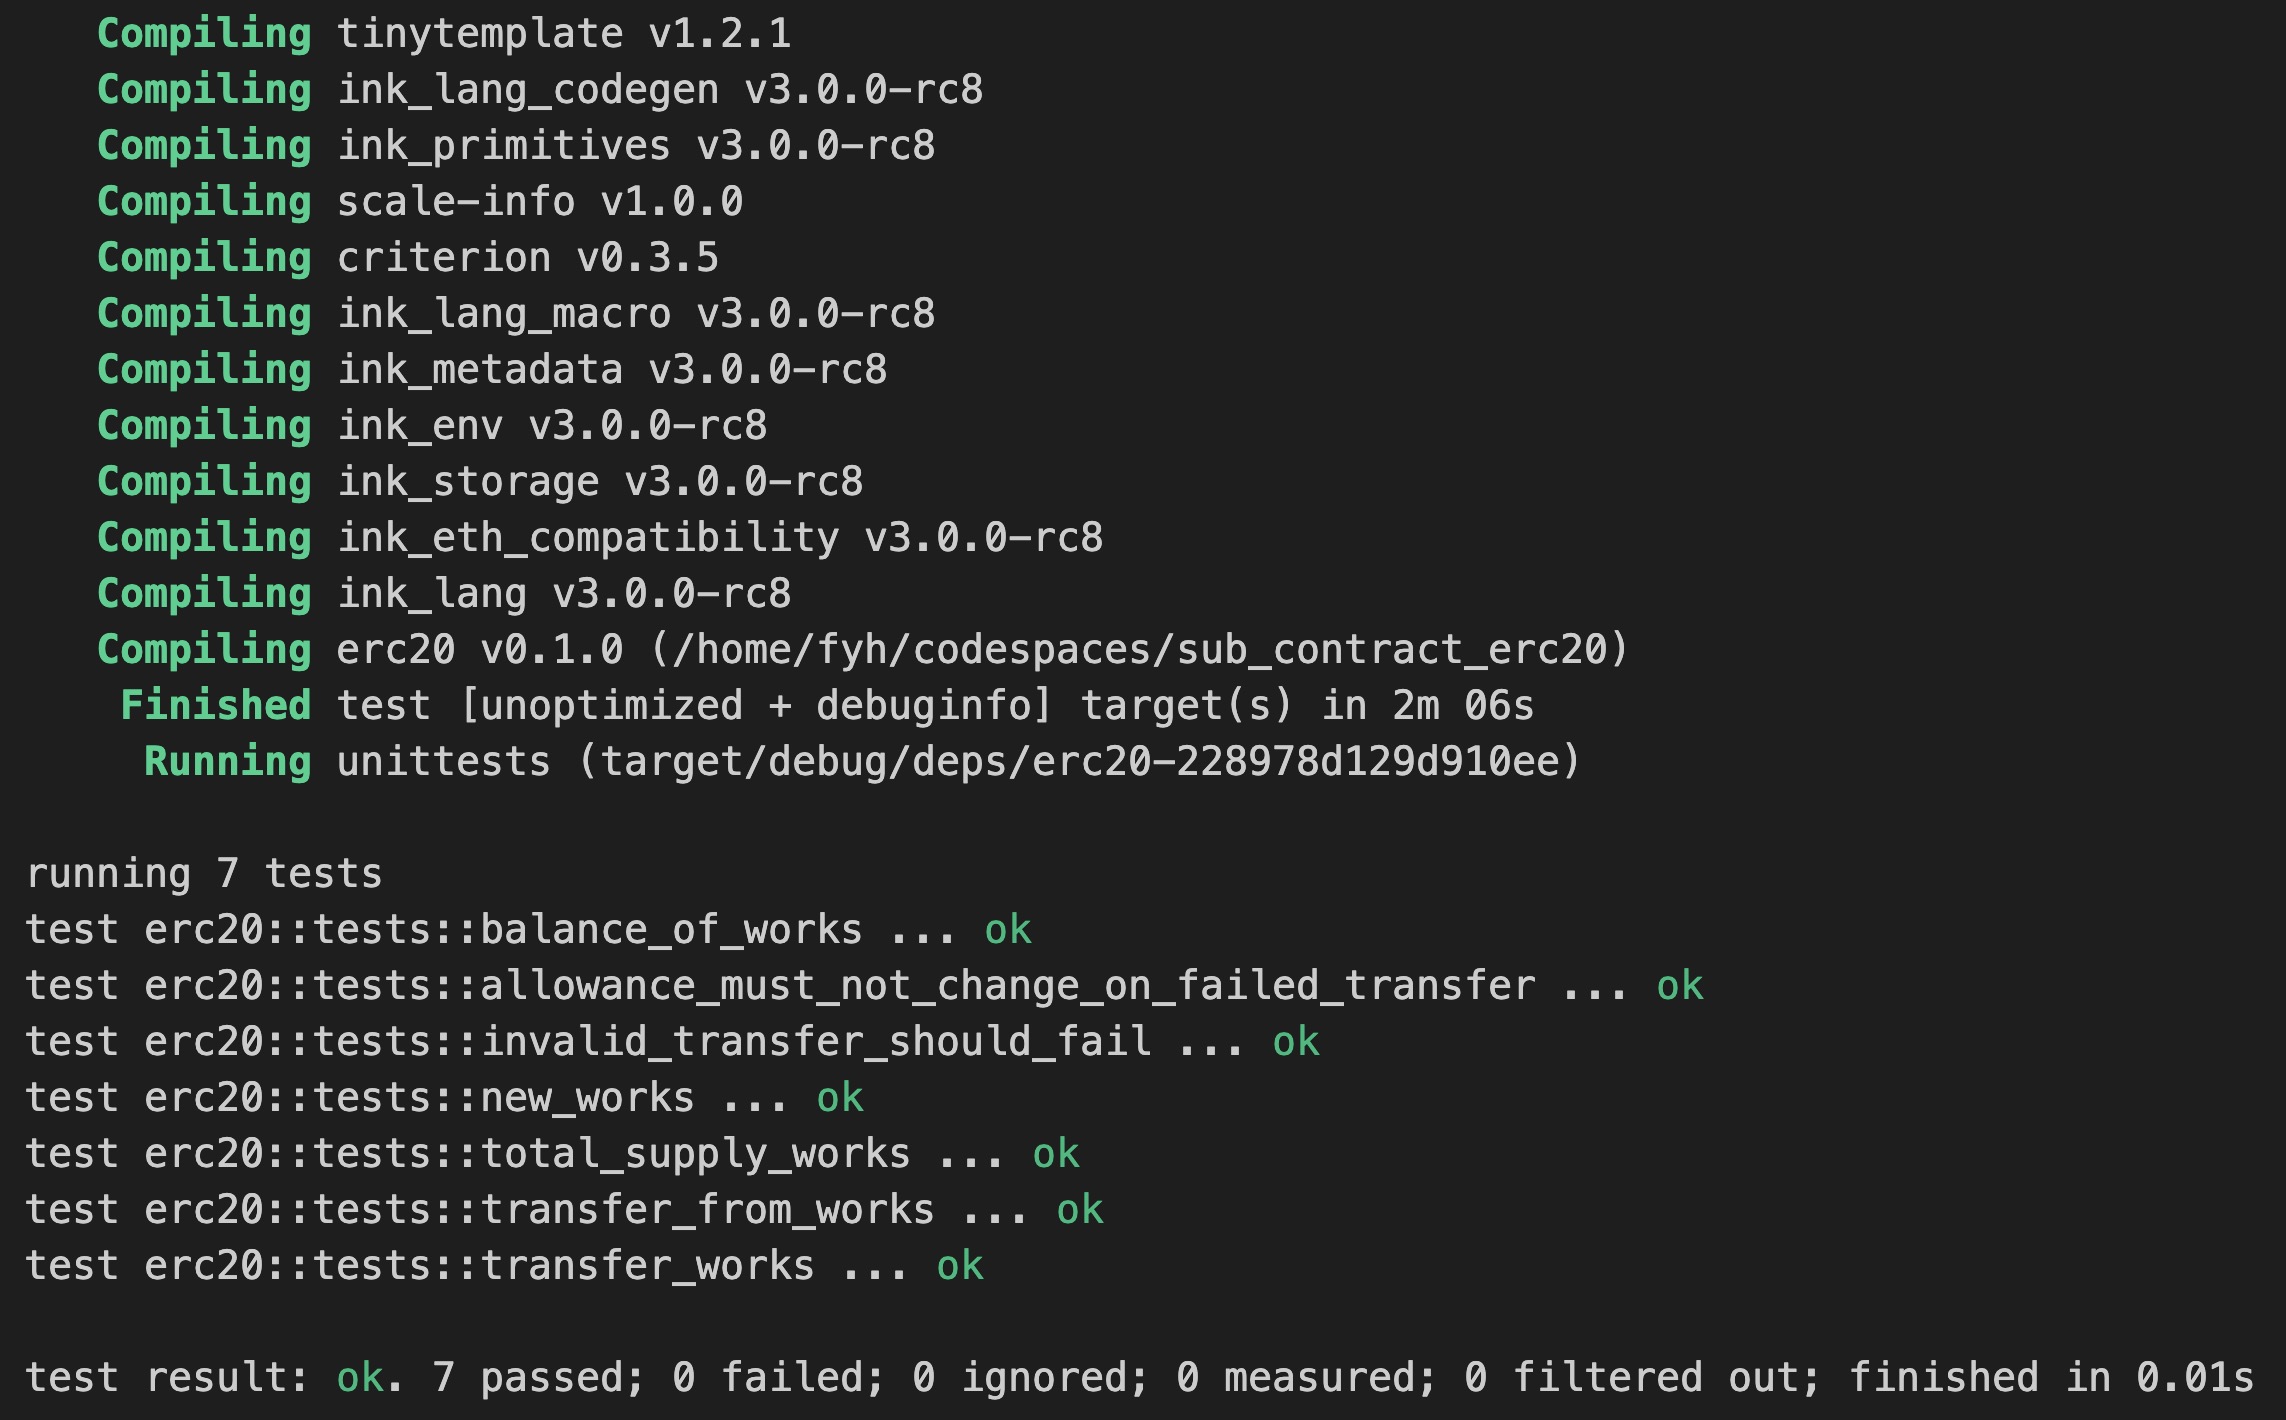 Compiling tinytemplate v1.2.1
Compiling ink_lang_codegen v3.0.0-rc8
Compiling ink_primitives v3.0.0-rc8
Compiling scale-info v1.0.0
Compiling criterion v0.3.5
Compiling ink_lang_macro v3.0.0-rc8
Compiling ink_metadata v3.0.0-rc8
Compiling ink_env v3.0.0-rc8
Compiling ink_storage v3.0.0-rc8
Compiling ink_eth_compatibility v3.0.0-rc8
Compiling ink_lang v3.0.0-rc8
Compiling erc20 v0.1.0 (/home/fyh/codespaces/sub_contract_erc20)
Finished test [unoptimized + debuginfo] target(s) in 2m 06s
Running unittests (target/debug/deps/erc20-228978d129d910ee)
running 7 tests
test erc20::tests::balance_of_works ... ok
test erc20::tests::allowance_must_not_change_on_failed_transfer ... ok
test erc20::tests::invalid_transfer_should_fail ... ok
test erc20::tests::new_works ... ok
test erc20::tests::total_supply_works ... ok
test erc20::tests::transfer_from_works ... ok
test erc20::tests::transfer_works ... ok
test result: ok. 7 passed; 0 failed; 0 ignored; 0 measured; 0 filtered out; finished in 0.01s